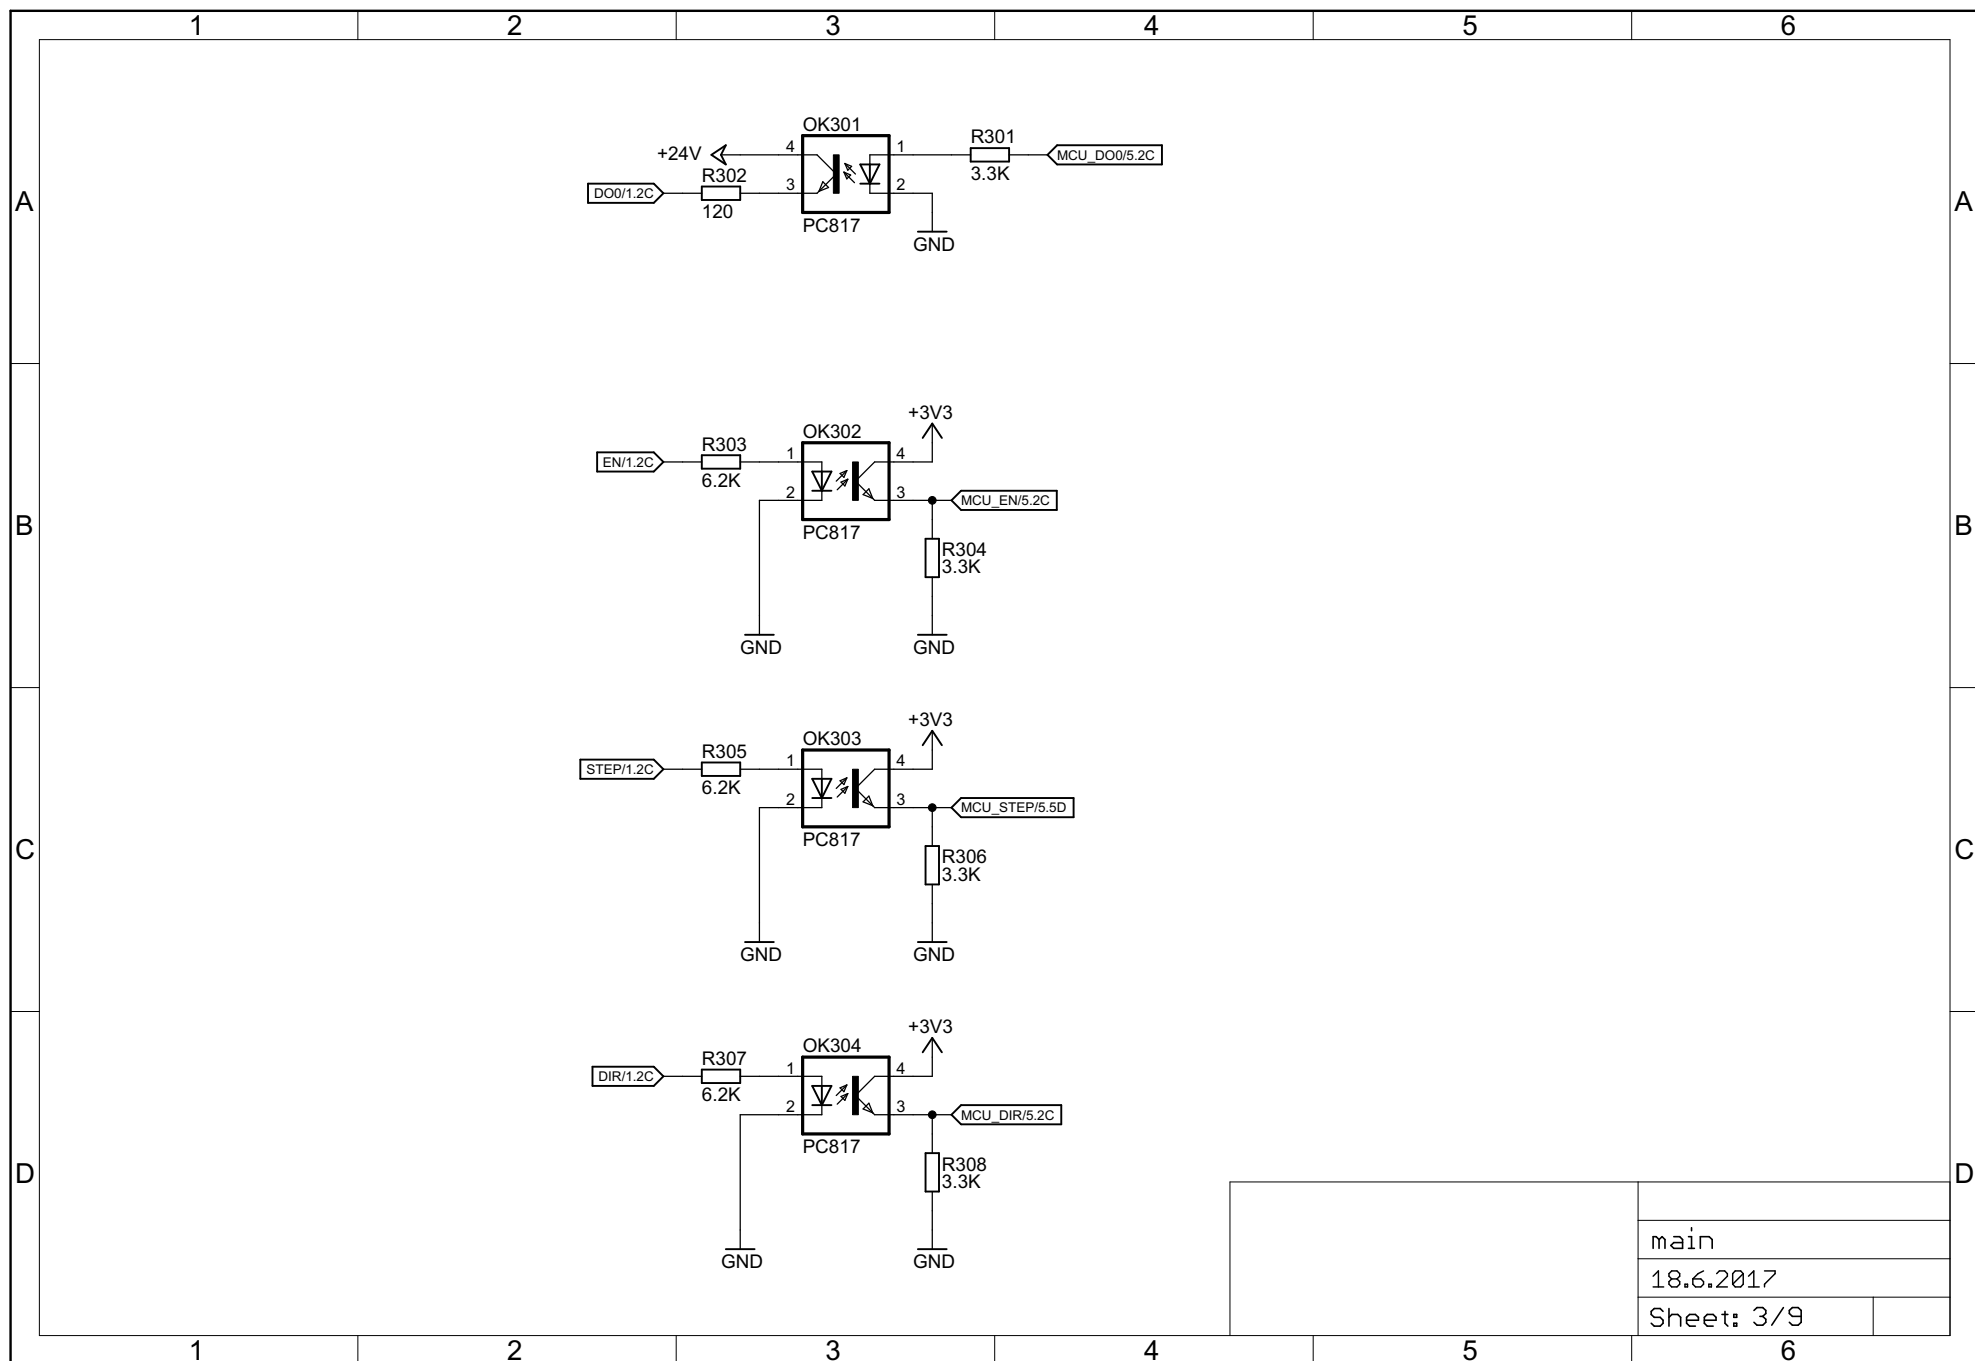 1 2 3 4 5 6
A A
OK301
+24V 4 1 R301 MCU_DO0/5.2C
3.3K
DO0/1.2C R302 3 2
120
PC817
GND
B B
+3V3
OK302
EN/1.2C R303 1 4
6.2K
2 3 MCU_EN/5.2C
PC817
R304
3.3K
GND GND
C C
+3V3
OK303
STEP/1.2C R305 1 4
6.2K
2 3 MCU_STEP/5.5D
PC817
R306
3.3K
GND GND
D D
+3V3
OK304
DIR/1.2C R307 1 4
6.2K
2 3 MCU_DIR/5.2C
PC817
R308
3.3K
GND GND
main
18.6.2017
Sheet: 3/9
1 2 3 4 5 6